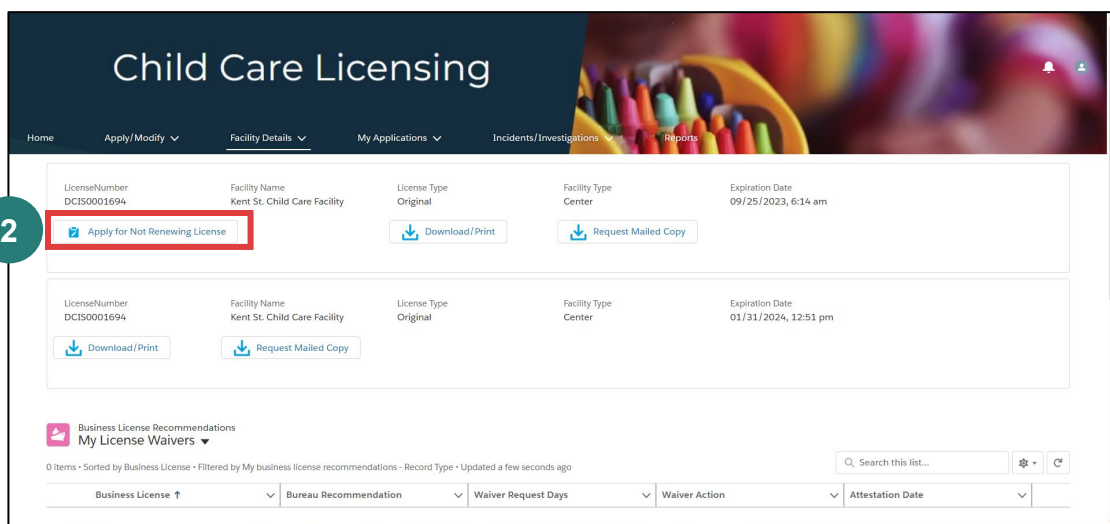 Child Care Licensing
Home Apply/Modify Facility Details My Applications Incidents/Investigations Reports
LicenseNumber Facility Name License Type Facility Type Expiration Date
DCIS0001694 Kent St. Child Care Facility Original Center 09/25/2023, 6:14 am
2
Apply for Not Renewing License Download/Print Request Mailed Copy
LicenseNumber Facility Name License Type Facility Type Expiration Date
DCIS0001694 Kent St. Child Care Facility Original Center 01/31/2024, 12:51 pm
Download/Print Request Mailed Copy
Business License Recommendations
My License Waivers
0 items • Sorted by Business License • Filtered by My business license recommendations - Record Type • Updated a few seconds ago
Search this list...
Business License ↑ Bureau Recommendation Waiver Request Days Waiver Action Attestation Date